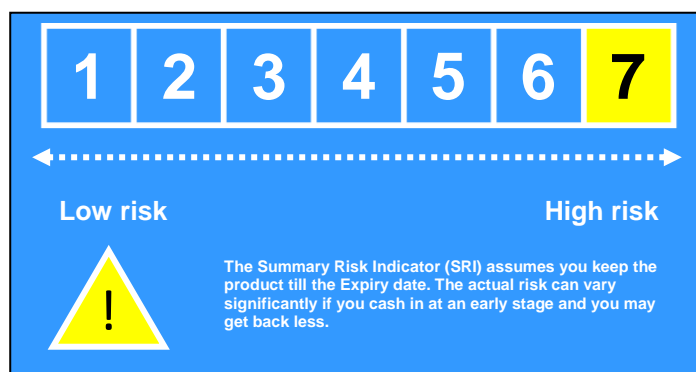 1 2 3 4 5 6 7
Low risk High risk
!
The Summary Risk Indicator (SRI) assumes you keep the
product till the Expiry date. The actual risk can vary
significantly if you cash in at an early stage and you may
get back less.